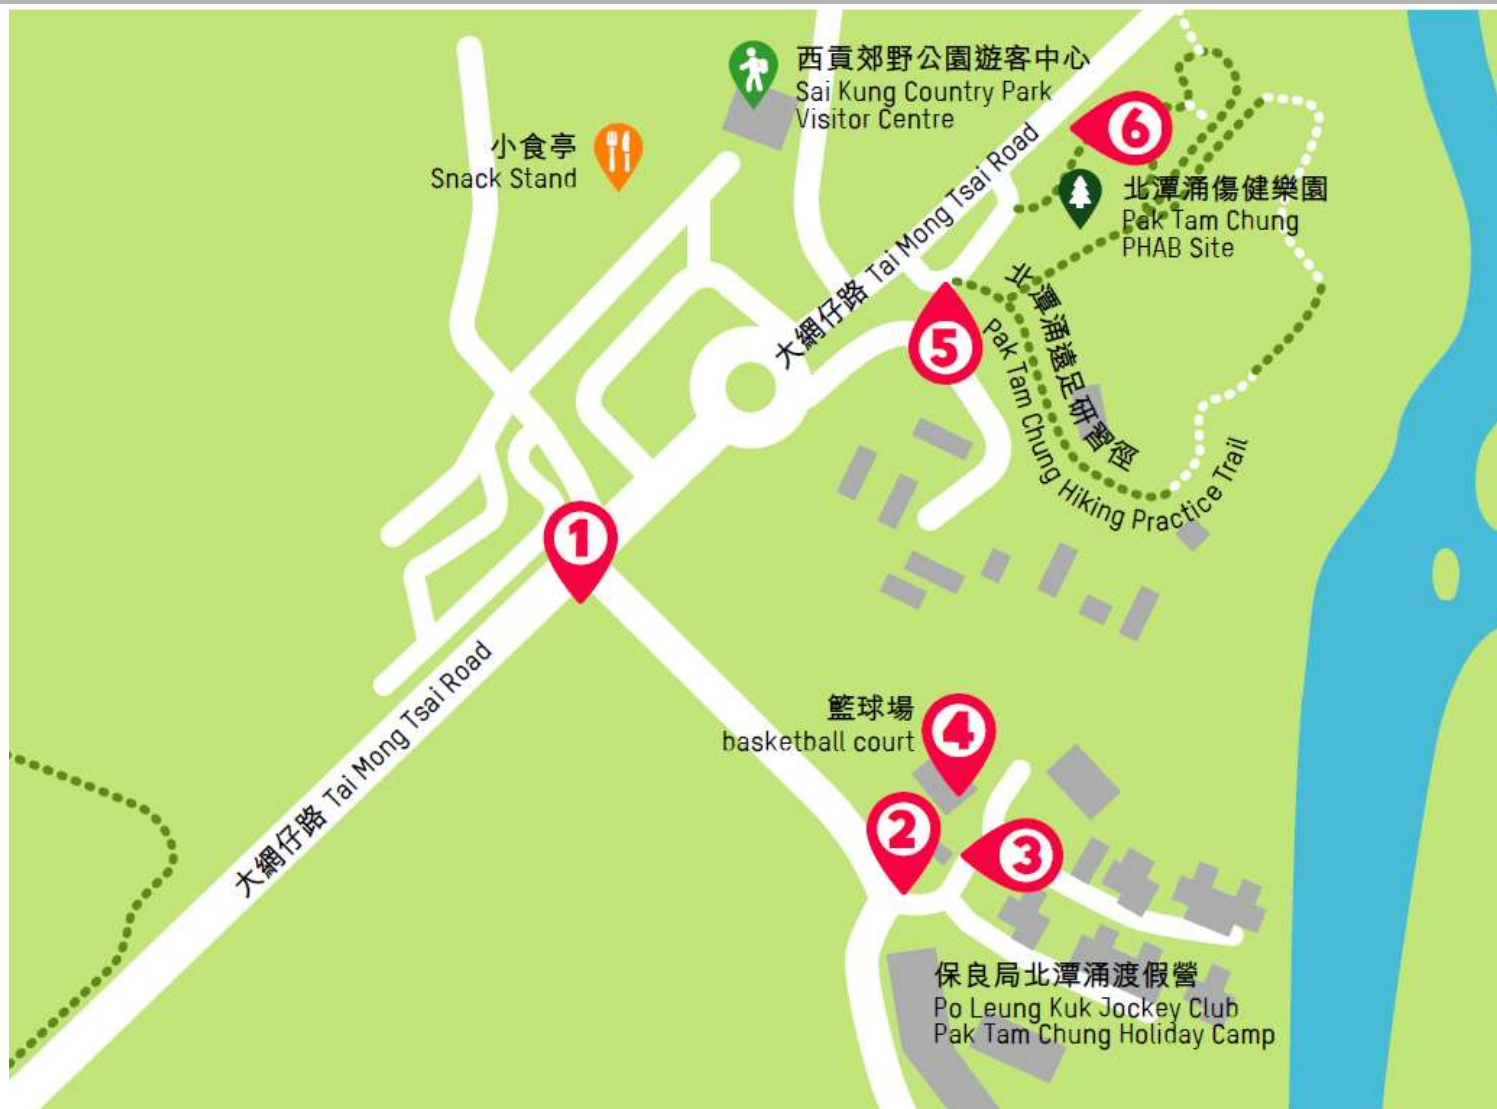 西貢郊野公園遊客中心
Sai Kung Country Park
Visitor Centre
小食亭
Snack Stand
6
北潭涌傷健樂園
Pak Tam Chung
PHAB Site
大網仔路 Tai Mong Tsai Road
5
北潭涌遠足研習徑
Pak Tam Chung Hiking Practice Trail
1
大網仔路 Tai Mong Tsai Road
籃球場
basketball court
4
2
3
保良局北潭涌渡假營
Po Leung Kuk Jockey Club
Pak Tam Chung Holiday Camp